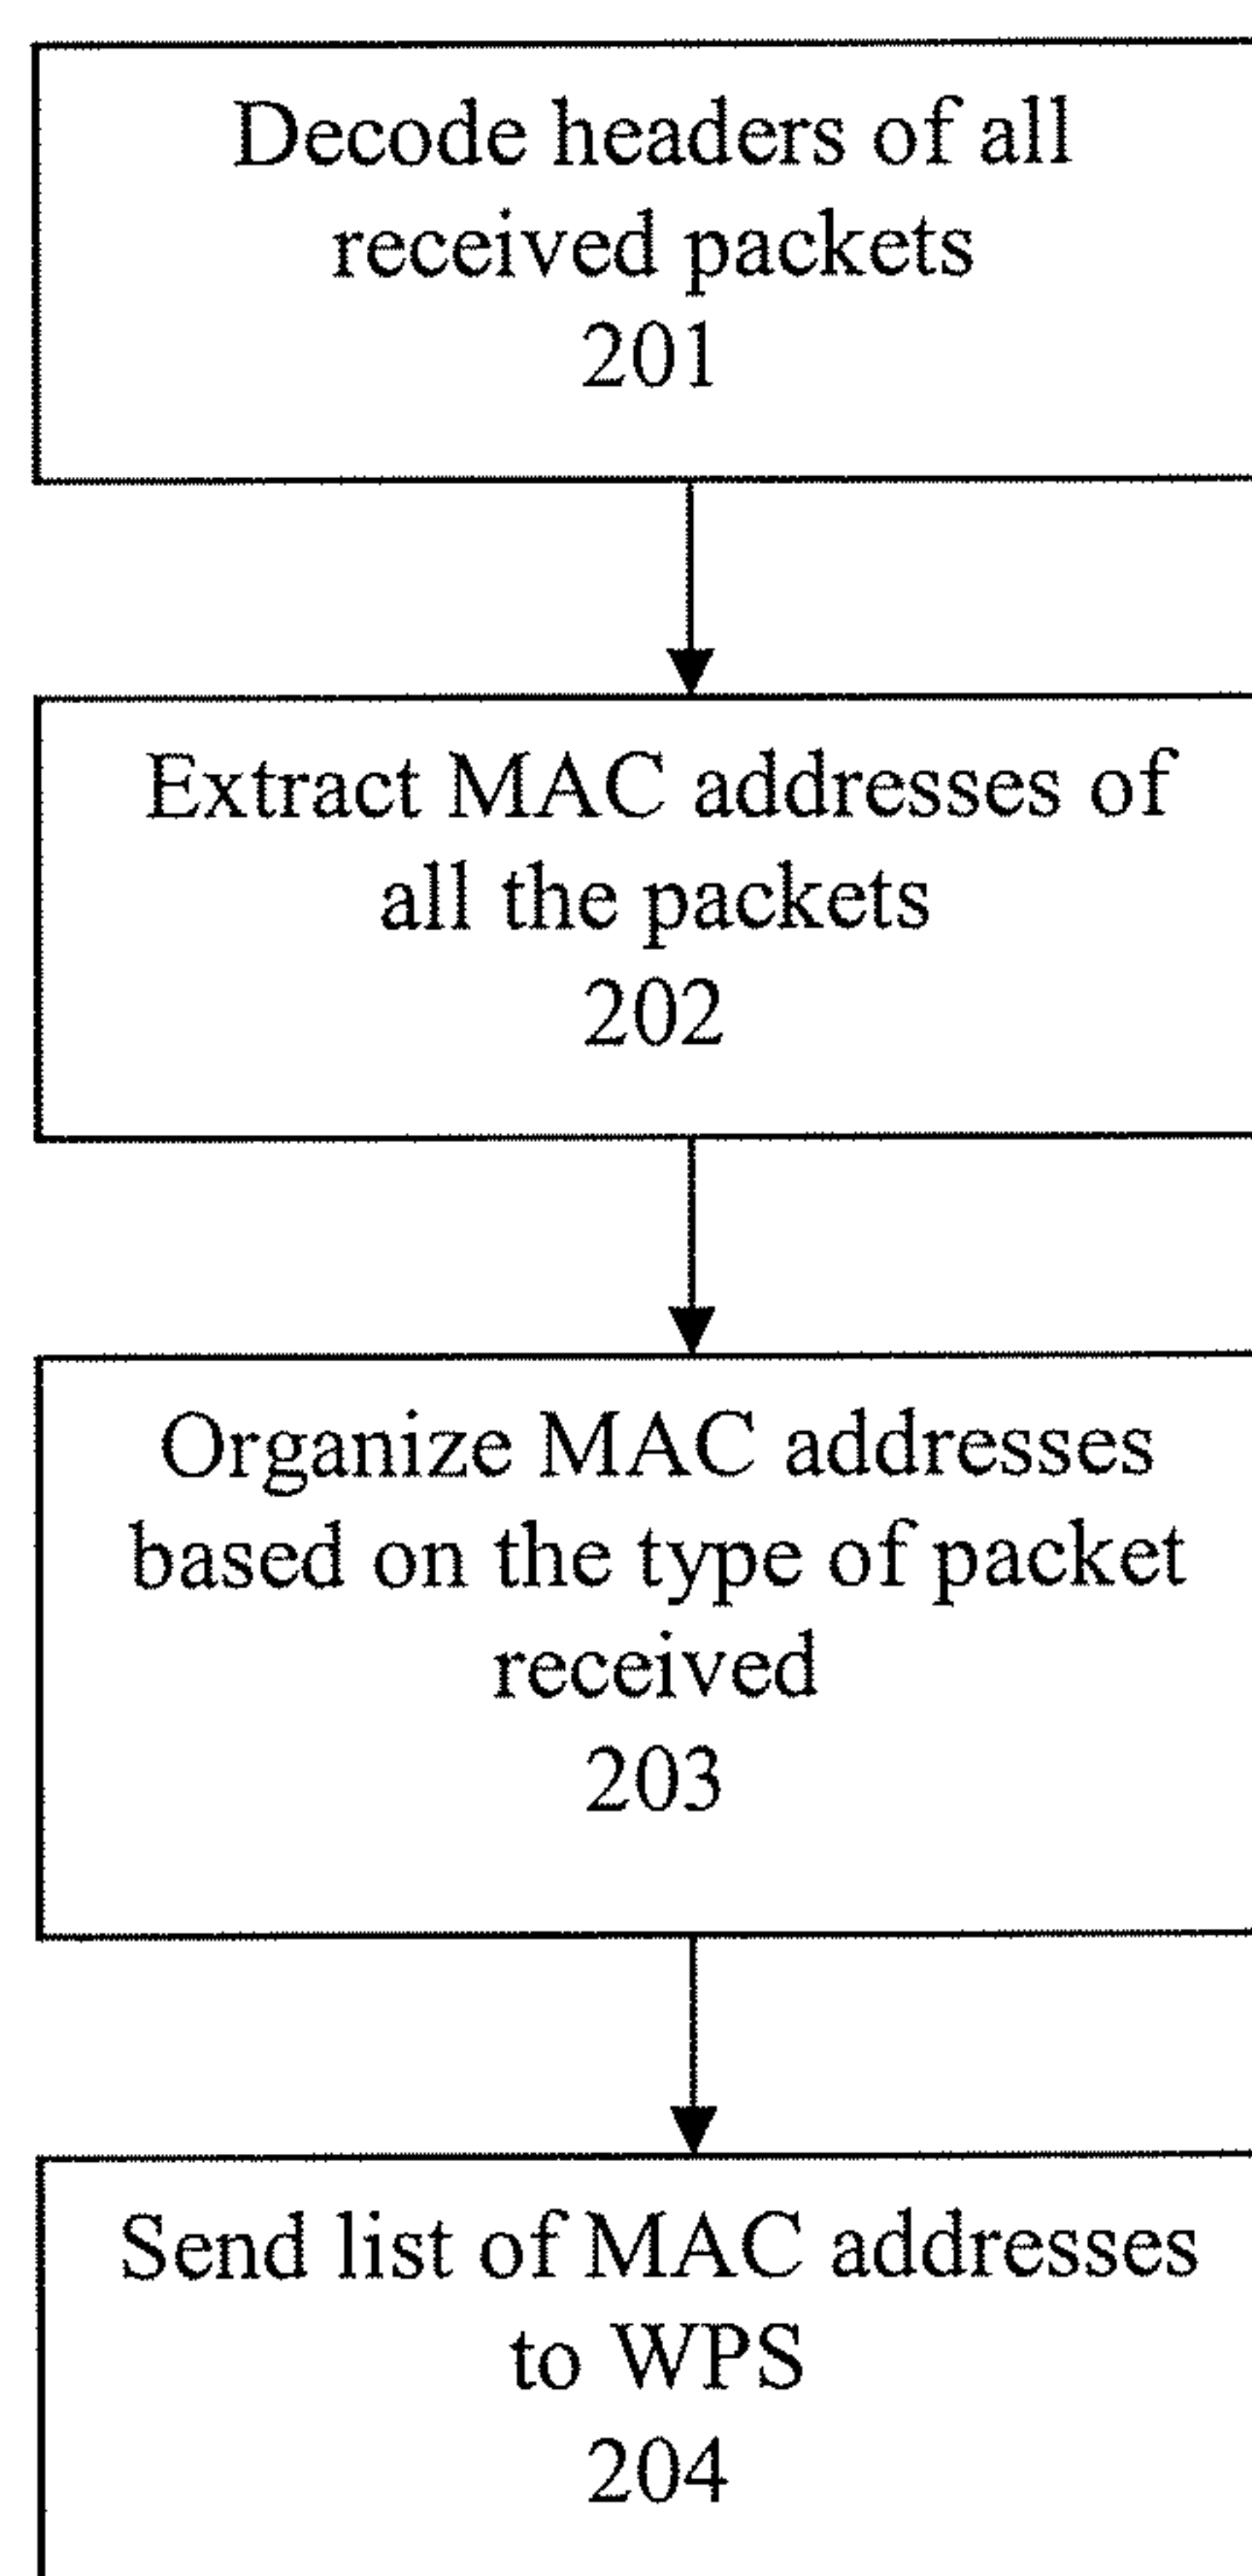 Decode headers of all
received packets
201
Extract MAC addresses of
all the packets
202
Organize MAC addresses
based on the type of packet
received
203
Send list of MAC addresses
to WPS
204